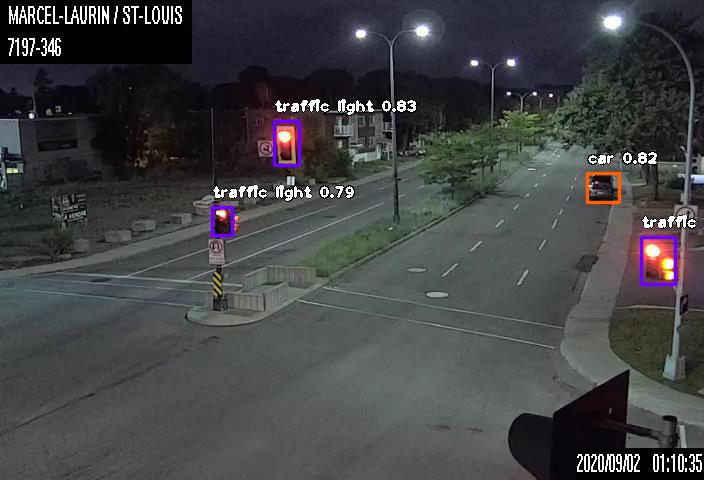 MARCEL-LAURIN / ST-LOUIS
7197-346
traffic light 0.83
car 0.82
traffic light 0.79
traffic
2020/09/02 01:10:35